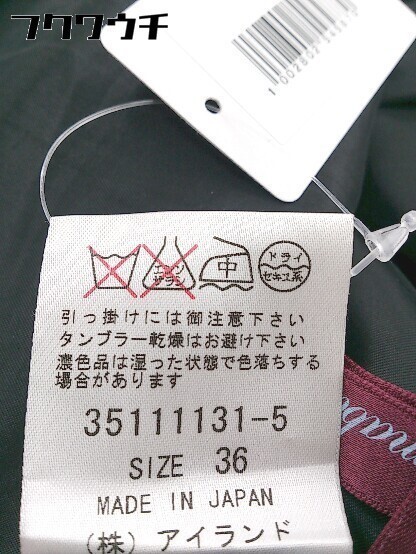 フクウウチ
エンソ
サラシ
中
ドライ
セキユ系
引っ掛けには御注意下さい
タンブラー乾燥はお避け下さい
濃色品は湿った状態で色落ちする
場合があります
35111131-5
SIZE 36
MADE IN JAPAN
(株) アイランド